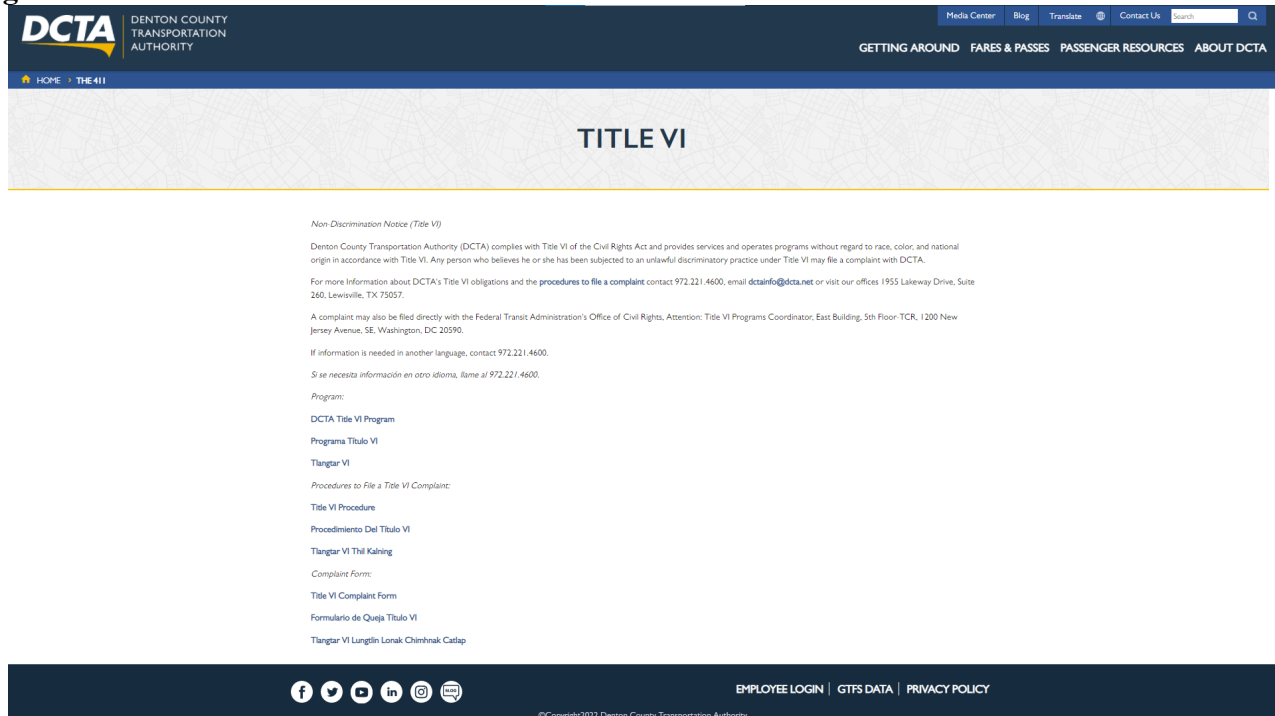 DCTA
DENTON COUNTY
TRANSPORTATION
AUTHORITY
Media Center Blog Translate Contact Us Search
GETTING AROUND FARES & PASSES PASSENGER RESOURCES ABOUT DCTA
HOME > THE 411
TITLE VI
Non-Discrimination Notice (Title VI)
Denton County Transportation Authority (DCTA) complies with Title VI of the Civil Rights Act and provides services and operates programs without regard to race, color, and national
origin in accordance with Title VI. Any person who believes he or she has been subjected to an unlawful discriminatory practice under Title VI may file a complaint with DCTA.
For more Information about DCTA's Title VI obligations and the procedures to file a complaint contact 972.221.4600, email dctainfo@dcta.net or visit our offices 1955 Lakeway Drive, Suite
260, Lewisville, TX 75057.
A complaint may also be filed directly with the Federal Transit Administration's Office of Civil Rights, Attention: Title VI Programs Coordinator, East Building, 5th Floor-TCR, 1200 New
Jersey Avenue, SE, Washington, DC 20590.
If information is needed in another language, contact 972.221.4600.
Si se necesita información en otro idioma, llame al 972.221.4600.
Program:
DCTA Title VI Program
Programa Título VI
Tlangtar VI
Procedures to File a Title VI Complaint:
Title VI Procedure
Procedimiento Del Título VI
Tlangtar VI Thil Kalning
Complaint Form:
Title VI Complaint Form
Formulario de Queja Título VI
Tlangtar VI Lungtlin Lonak Chimhnak Catlap
BLOG
EMPLOYEE LOGIN | GTFS DATA | PRIVACY POLICY
©Copyright2022 Denton County Transportation Authority